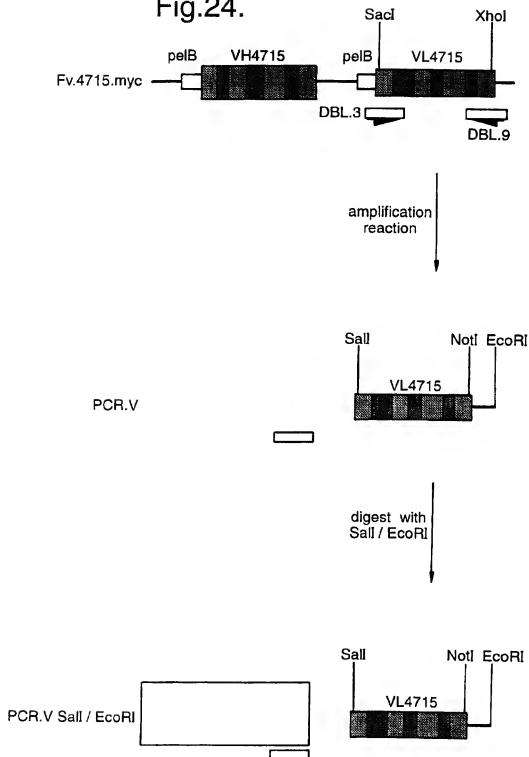 Fig.24.
SacI XhoI
pelB VH4715 pelB VL4715
Fv.4715.myc
DBL.3
DBL.9
amplification
reaction
SalI NotI EcoRI
VL4715
PCR.V
digest with
SalI / EcoRI
SalI NotI EcoRI
VL4715
PCR.V SalI / EcoRI